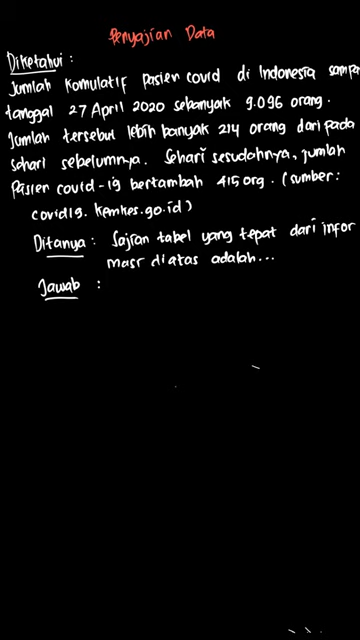 Penyajian Data
Diketahui :
Jumlah Komulatif Pasien covid di Indonesia sampai
tanggal 27 April 2020 sebanyak 9.096 orang.
Jumlah tersebut lebih banyak 214 orang dari pada
sehari sebelumnya. Sehari sesudahnya, jumlah
Pasien covid-19 bertambah 415 org. (sumber:
covid19.kemkes.go.id)
Ditanya : Sajian tabel yang tepat dari infor
masi diatas adalah...
Jawab :